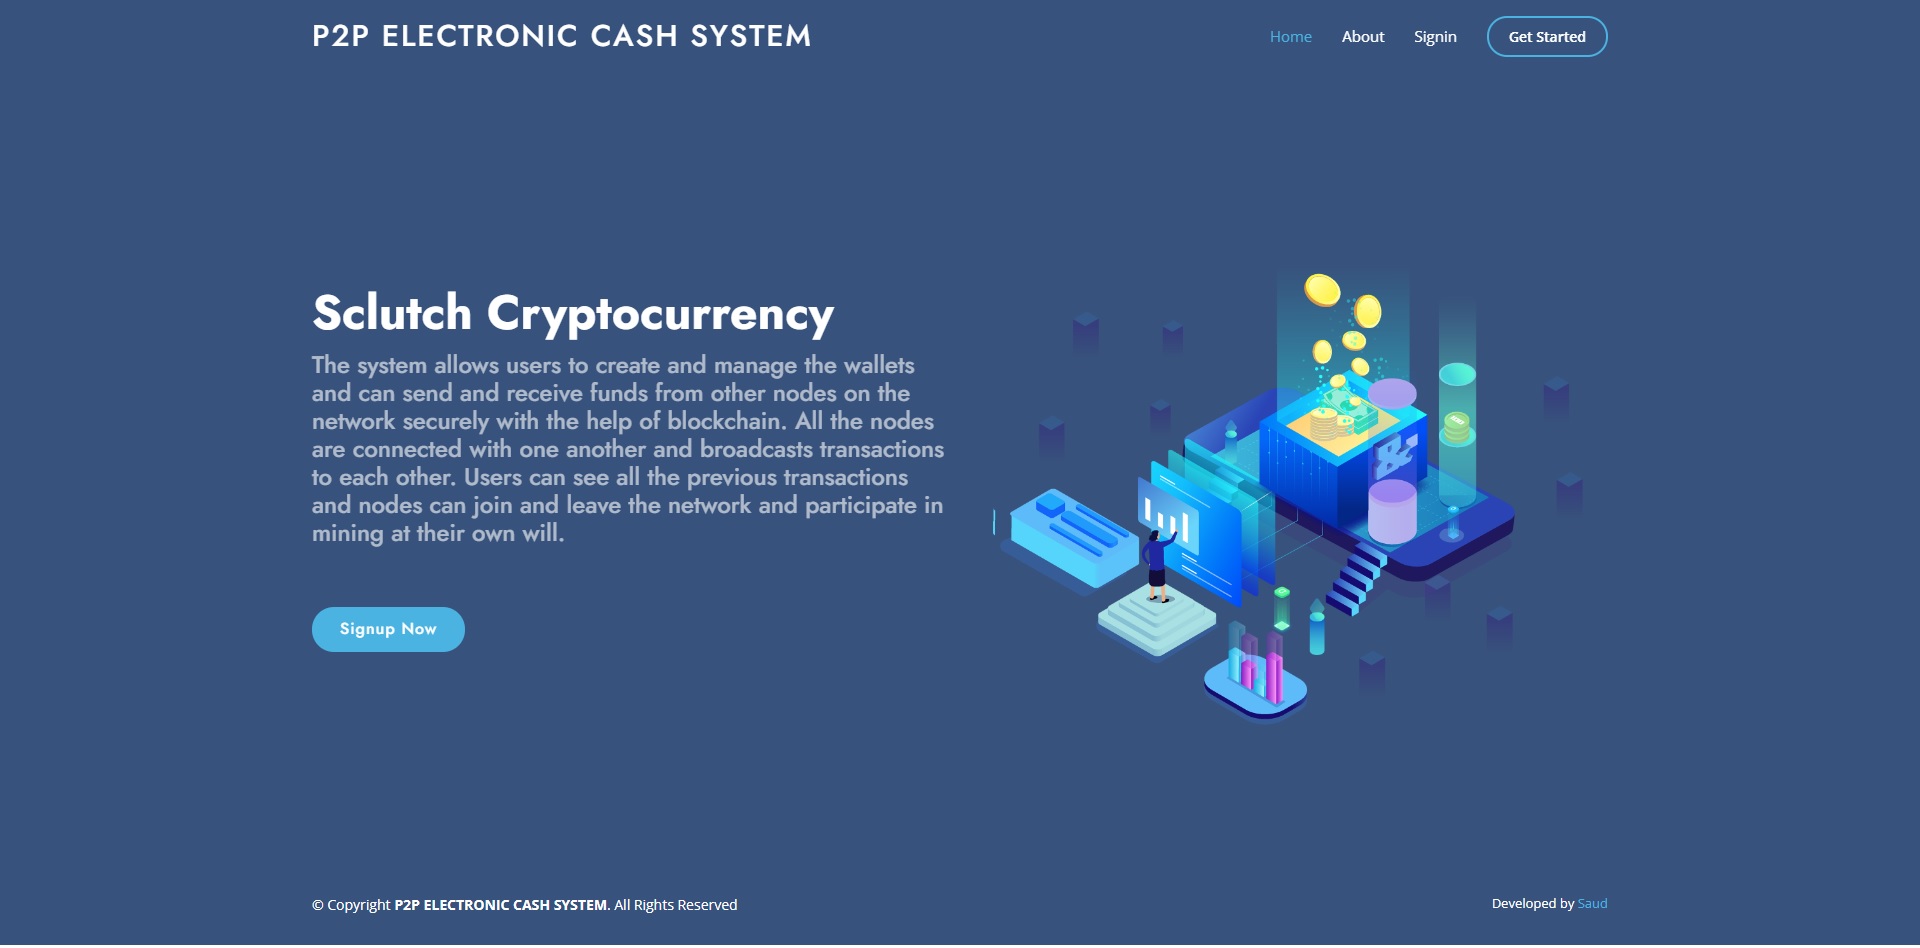 P2P ELECTRONIC CASH SYSTEM
Home About Signin Get Started
Sclutch Cryptocurrency
The system allows users to create and manage the wallets
and can send and receive funds from other nodes on the
network securely with the help of blockchain. All the nodes
are connected with one another and broadcasts transactions
to each other. Users can see all the previous transactions
and nodes can join and leave the network and participate in
mining at their own will.
Signup Now
© Copyright P2P ELECTRONIC CASH SYSTEM. All Rights Reserved
Developed by Saud